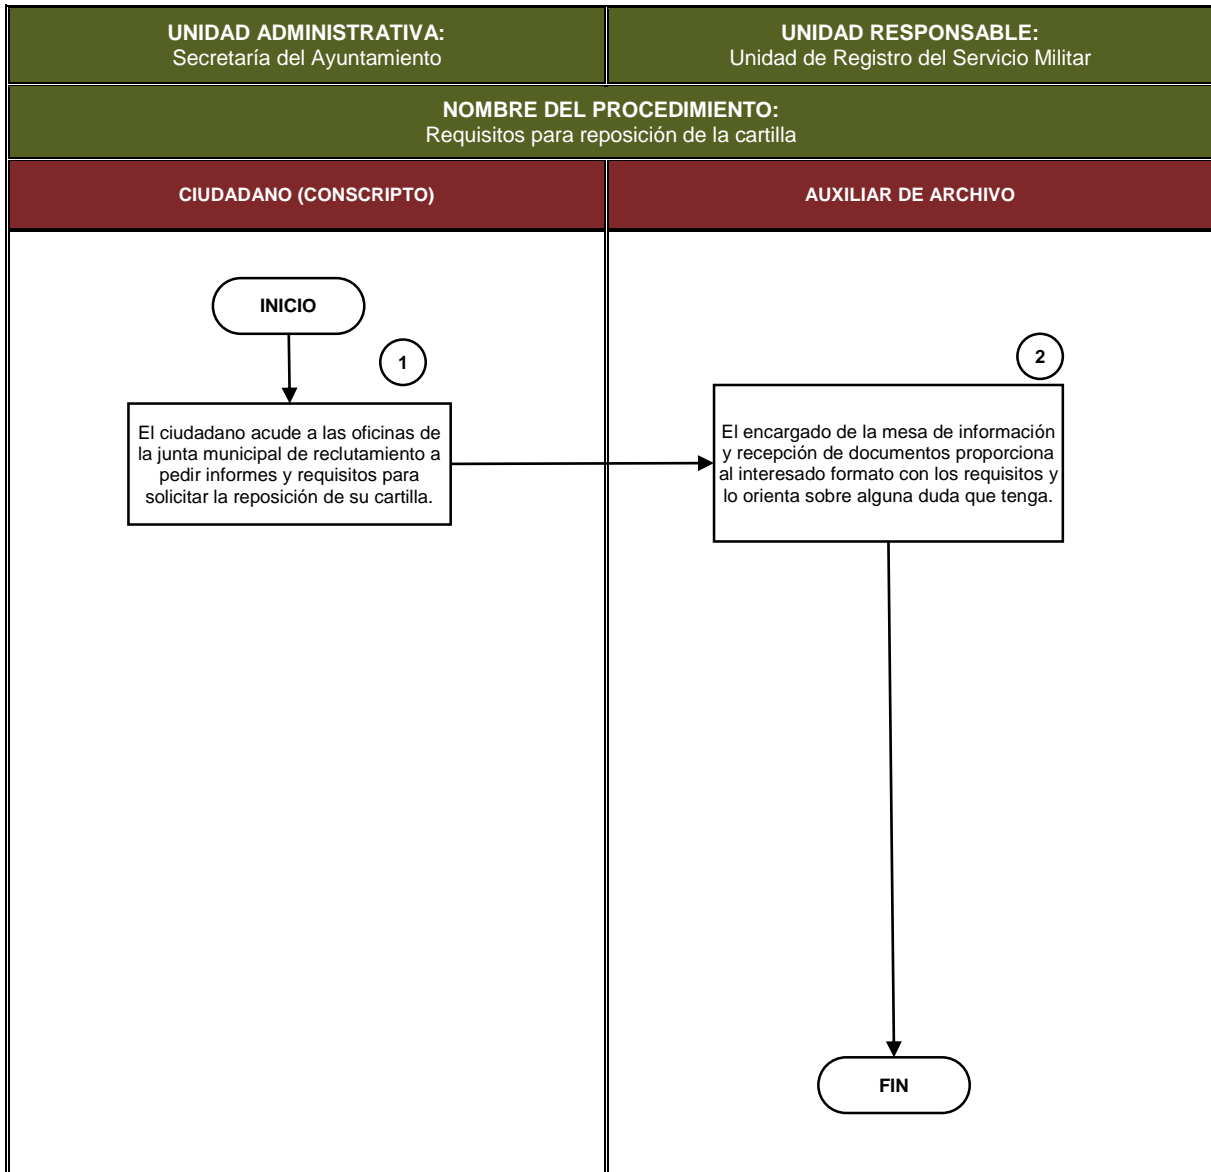 UNIDAD ADMINISTRATIVA:
Secretaría del Ayuntamiento
UNIDAD RESPONSABLE:
Unidad de Registro del Servicio Militar
NOMBRE DEL PROCEDIMIENTO:
Requisitos para reposición de la cartilla
CIUDADANO (CONSCRIPTO)
AUXILIAR DE ARCHIVO
INICIO
1
El ciudadano acude a las oficinas de
la junta municipal de reclutamiento a
pedir informes y requisitos para
solicitar la reposición de su cartilla.
2
El encargado de la mesa de información
y recepción de documentos proporciona
al interesado formato con los requisitos y
lo orienta sobre alguna duda que tenga.
FIN